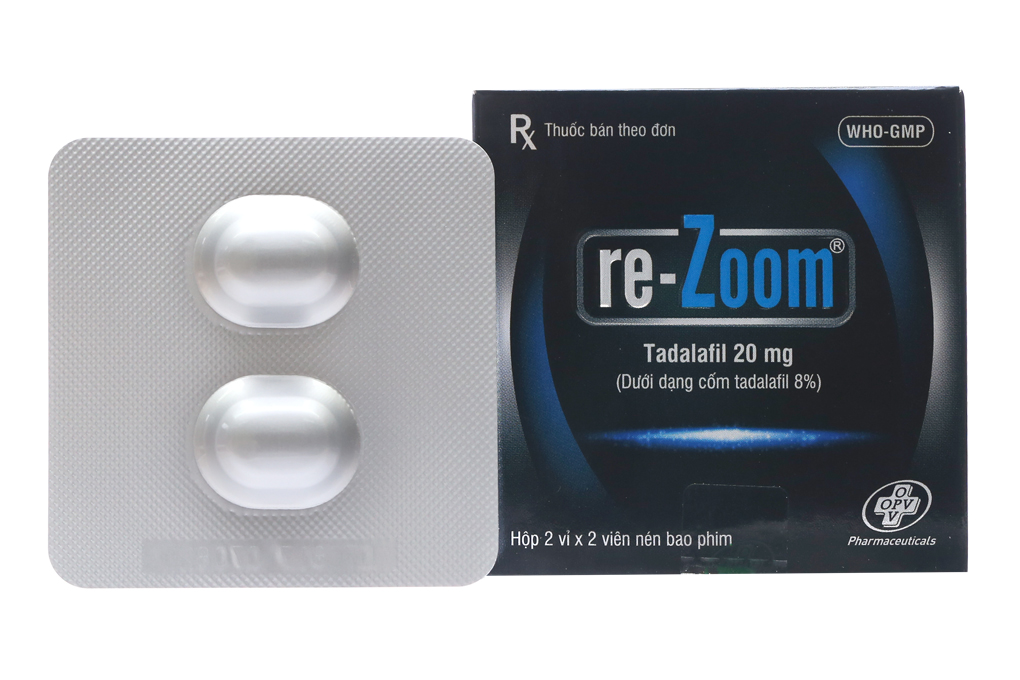 Rx Thuốc bán theo đơn
WHO-GMP
re-Zoom®
Tadalafil 20 mg
(Dưới dạng cốm tadalafil 8%)
Hộp 2 vỉ x 2 viên nén bao phim
OPV
Pharmaceuticals